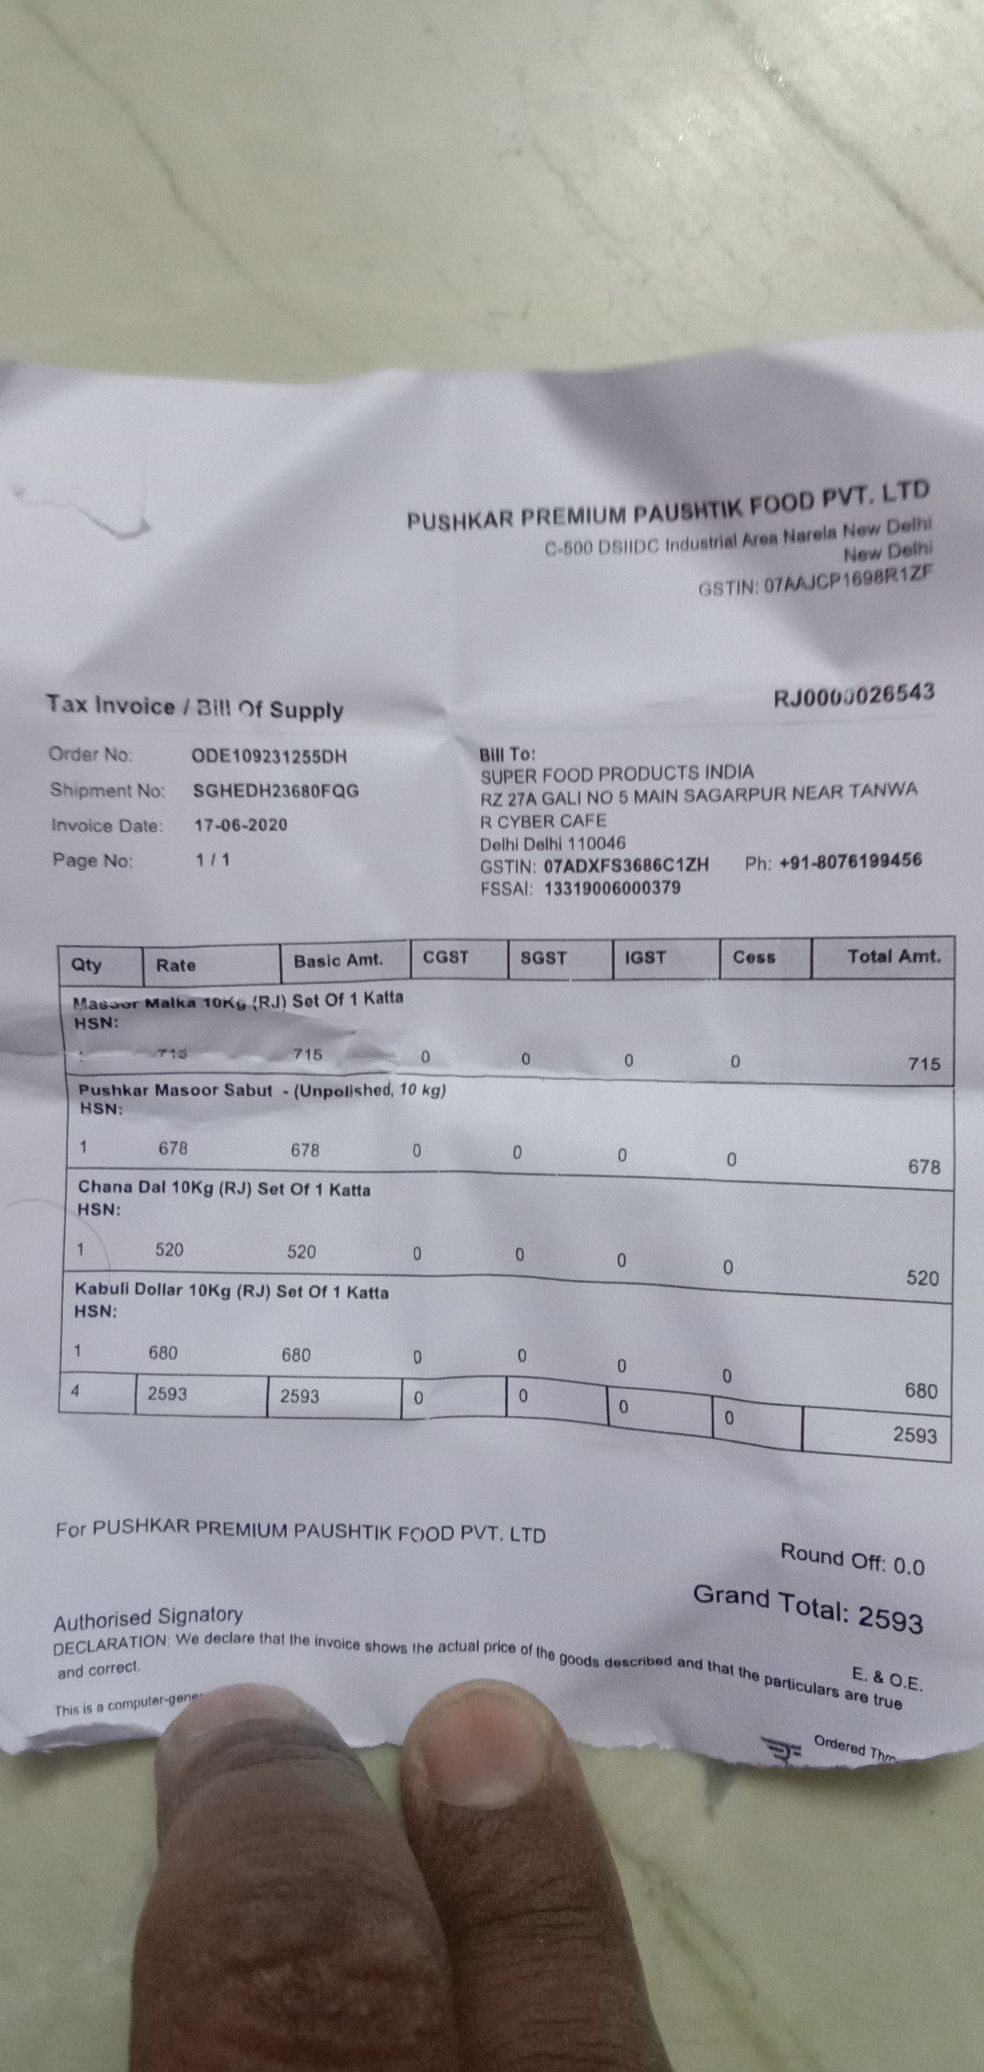 PUSHKAR PREMIUM PAUSHTIK FOOD PVT. LTD
C-500 DSIIDC Industrial Area Narela New Delhi
New Delhi
GSTIN: 07AAJCP1698R1ZF
Tax Invoice / Bill Of Supply
RJ0000026543
Order No: ODE109231255DH
Shipment No: SGHEDH23680FQG
Invoice Date: 17-06-2020
Page No: 1 / 1
Bill To:
SUPER FOOD PRODUCTS INDIA
RZ 27A GALI NO 5 MAIN SAGARPUR NEAR TANWA
R CYBER CAFE
Delhi Delhi 110046
GSTIN: 07ADXFS3686C1ZH Ph: +91-8076199456
FSSAI: 13319006000379
Qty Rate Basic Amt. CGST SGST IGST Cess Total Amt.
Masoor Malka 10Kg (RJ) Set Of 1 Katta
HSN:
1 715 715 0 0 0 0 715
Pushkar Masoor Sabut - (Unpolished, 10 kg)
HSN:
1 678 678 0 0 0 0 678
Chana Dal 10Kg (RJ) Set Of 1 Katta
HSN:
1 520 520 0 0 0 0 520
Kabuli Dollar 10Kg (RJ) Set Of 1 Katta
HSN:
1 680 680 0 0 0 0 680
4 2593 2593 0 0 0 0 2593
For PUSHKAR PREMIUM PAUSHTIK FOOD PVT. LTD
Round Off: 0.0
Grand Total: 2593
Authorised Signatory
E. & O.E.
DECLARATION: We declare that the invoice shows the actual price of the goods described and that the particulars are true
and correct.
This is a
Ordered